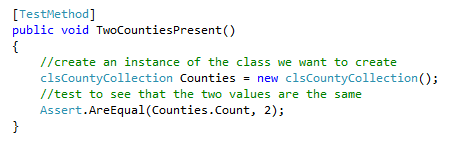 [TestMethod]
public void TwoCountiesPresent()
{
    //create an instance of the class we want to create
    clsCountyCollection Counties = new clsCountyCollection();
    //test to see that the two values are the same
    Assert.AreEqual(Counties.Count, 2);
}